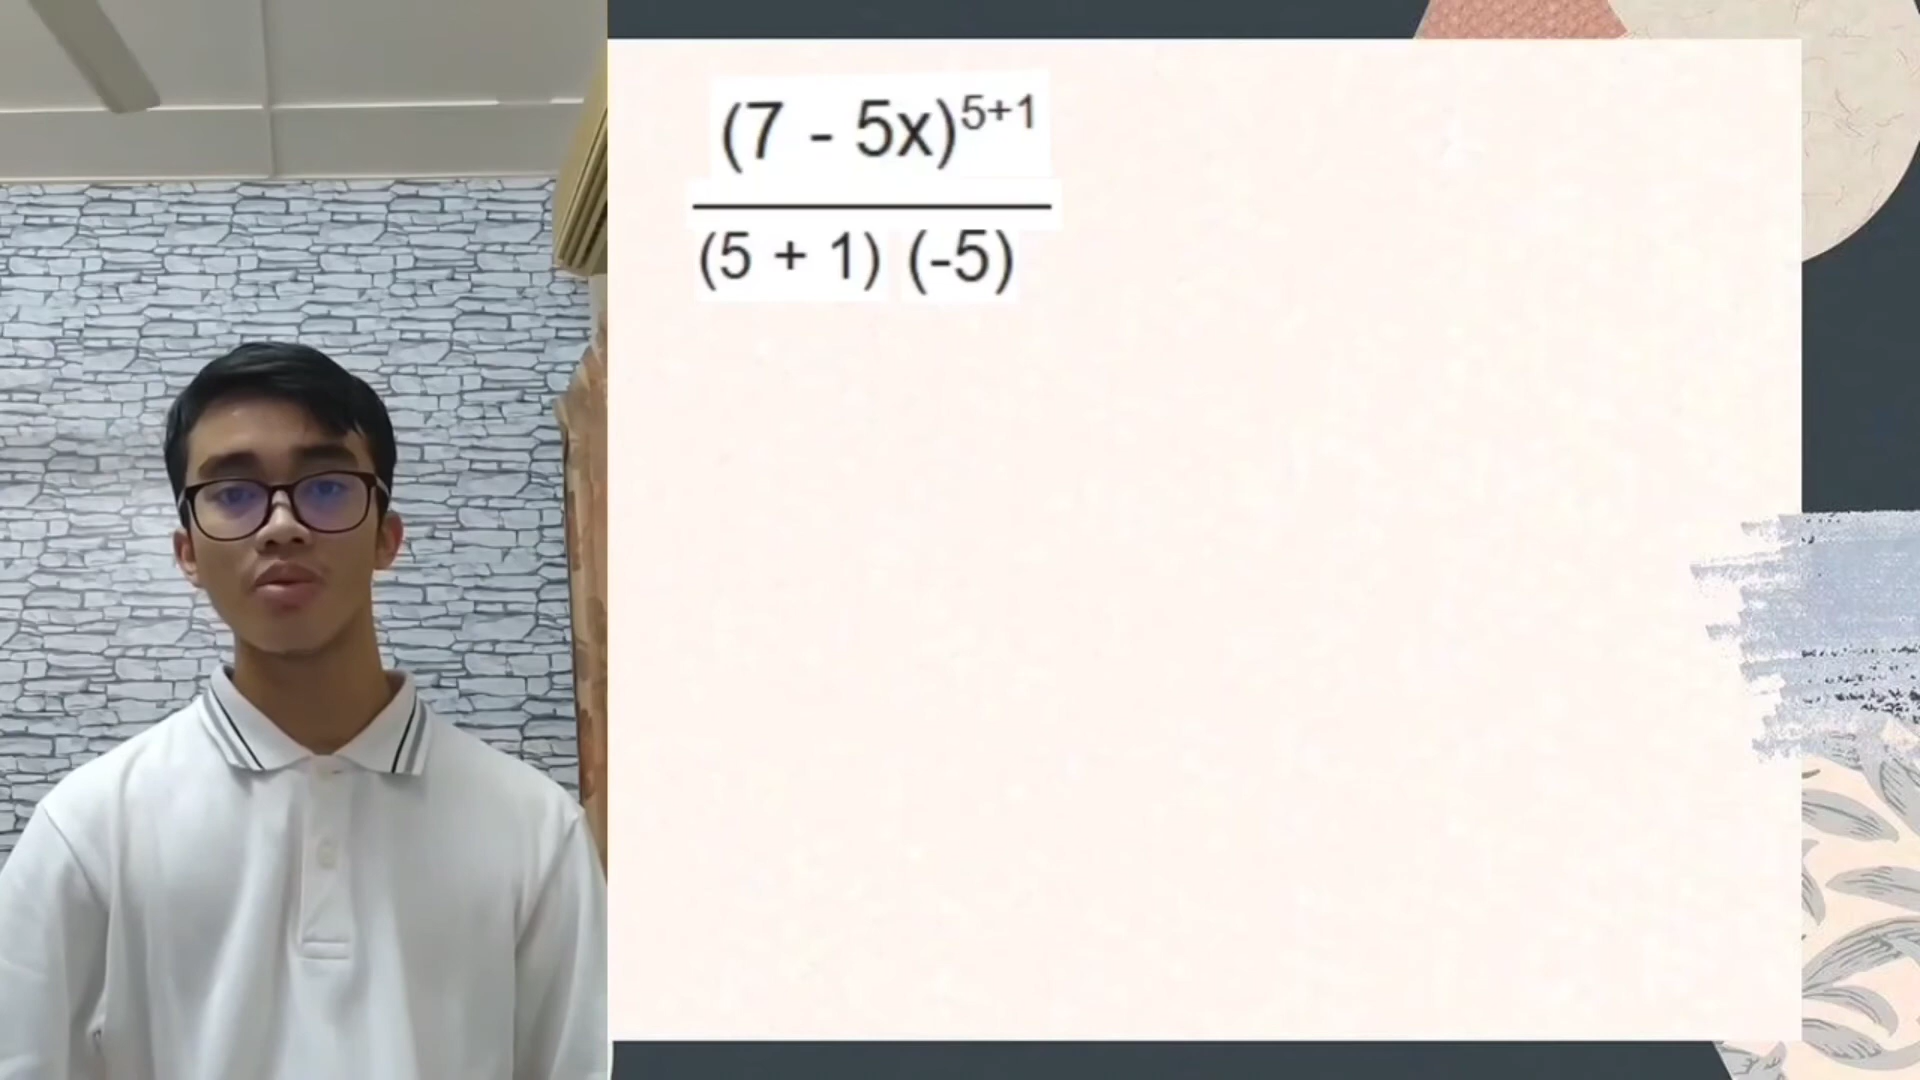 (7 - 5x)⁵⁺¹
(5 + 1) (-5)